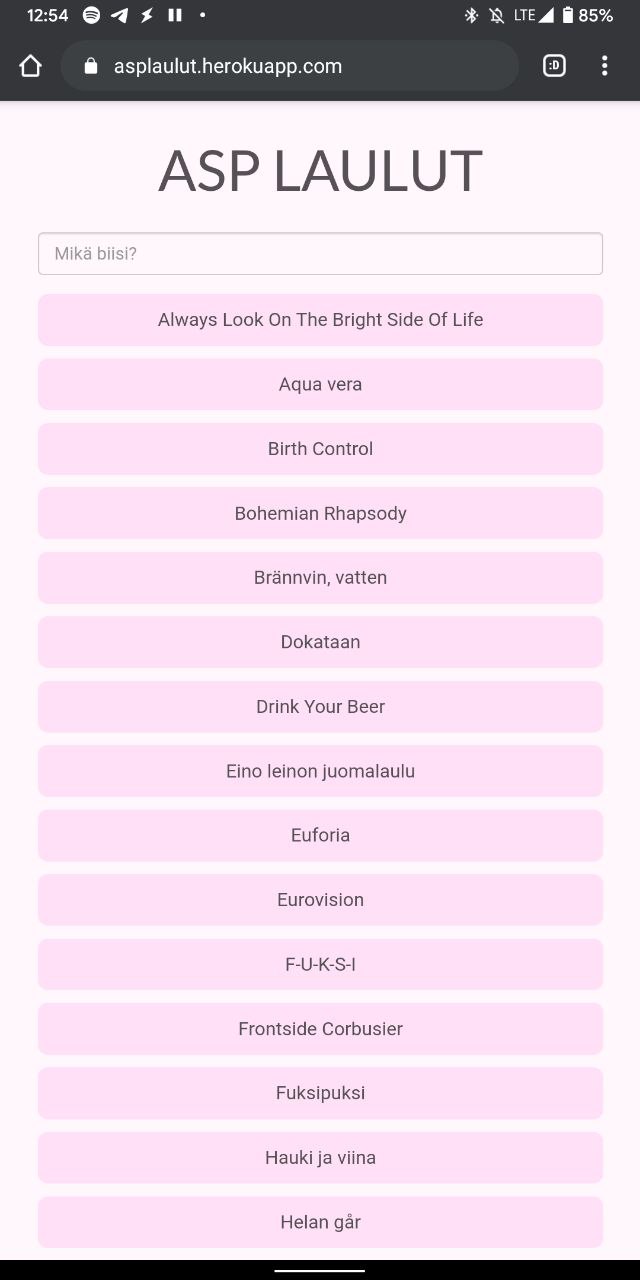 12:54 LTE 85%
asplaulut.herokuapp.com :D
ASP LAULUT
Mikä biisi?
Always Look On The Bright Side Of Life
Aqua vera
Birth Control
Bohemian Rhapsody
Brännvin, vatten
Dokataan
Drink Your Beer
Eino leinon juomalaulu
Euforia
Eurovision
F-U-K-S-I
Frontside Corbusier
Fuksipuksi
Hauki ja viina
Helan går